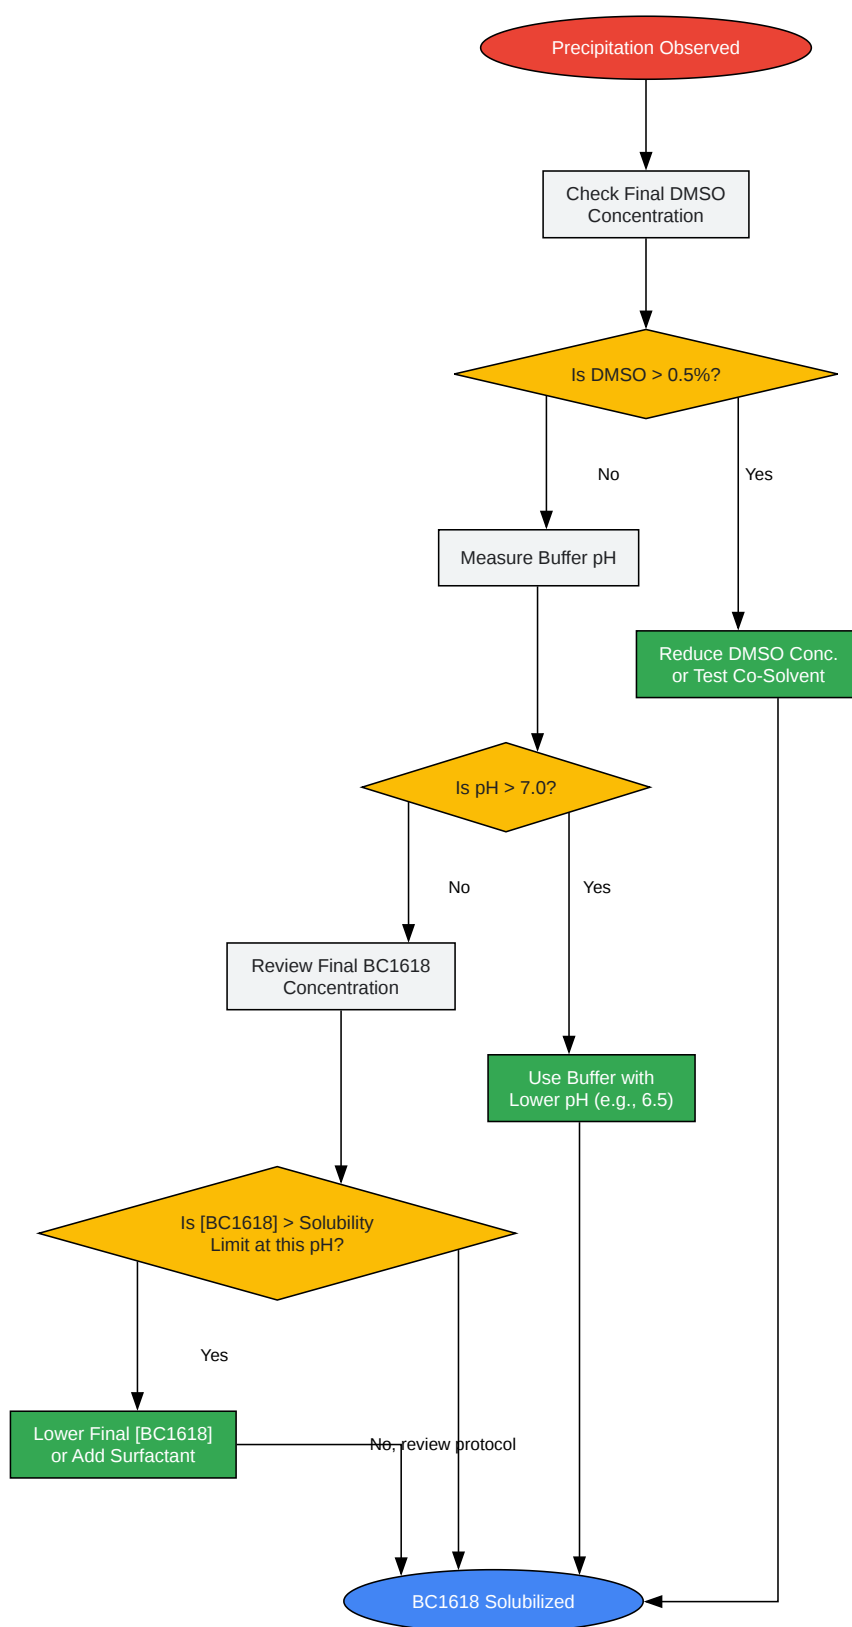 Precipitation Observed
Check Final DMSO
Concentration
Is DMSO > 0.5%?
No
Yes
Measure Buffer pH
Reduce DMSO Conc.
or Test Co-Solvent
Is pH > 7.0?
No
Yes
Review Final BC1618
Concentration
Use Buffer with
Lower pH (e.g., 6.5)
Is [BC1618] > Solubility
Limit at this pH?
Yes
Lower Final [BC1618]
or Add Surfactant
No, review protocol
BC1618 Solubilized